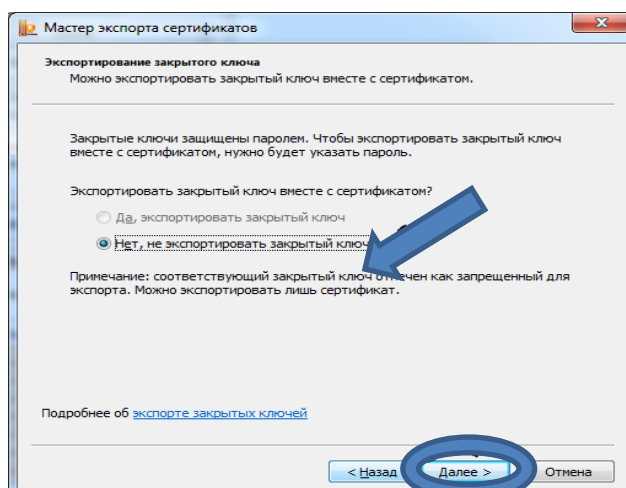 Мастер экспорта сертификатов
Экспортирование закрытого ключа
Можно экспортировать закрытый ключ вместе с сертификатом.
Закрытые ключи защищены паролем. Чтобы экспортировать закрытый ключ
вместе с сертификатом, нужно будет указать пароль.
Экспортировать закрытый ключ вместе с сертификатом?
Да, экспортировать закрытый ключ
Нет, не экспортировать закрытый ключ
Примечание: соответствующий закрытый ключ отмечен как запрещенный для
экспорта. Можно экспортировать лишь сертификат.
Подробнее об экспорте закрытых ключей
< Назад Далее > Отмена